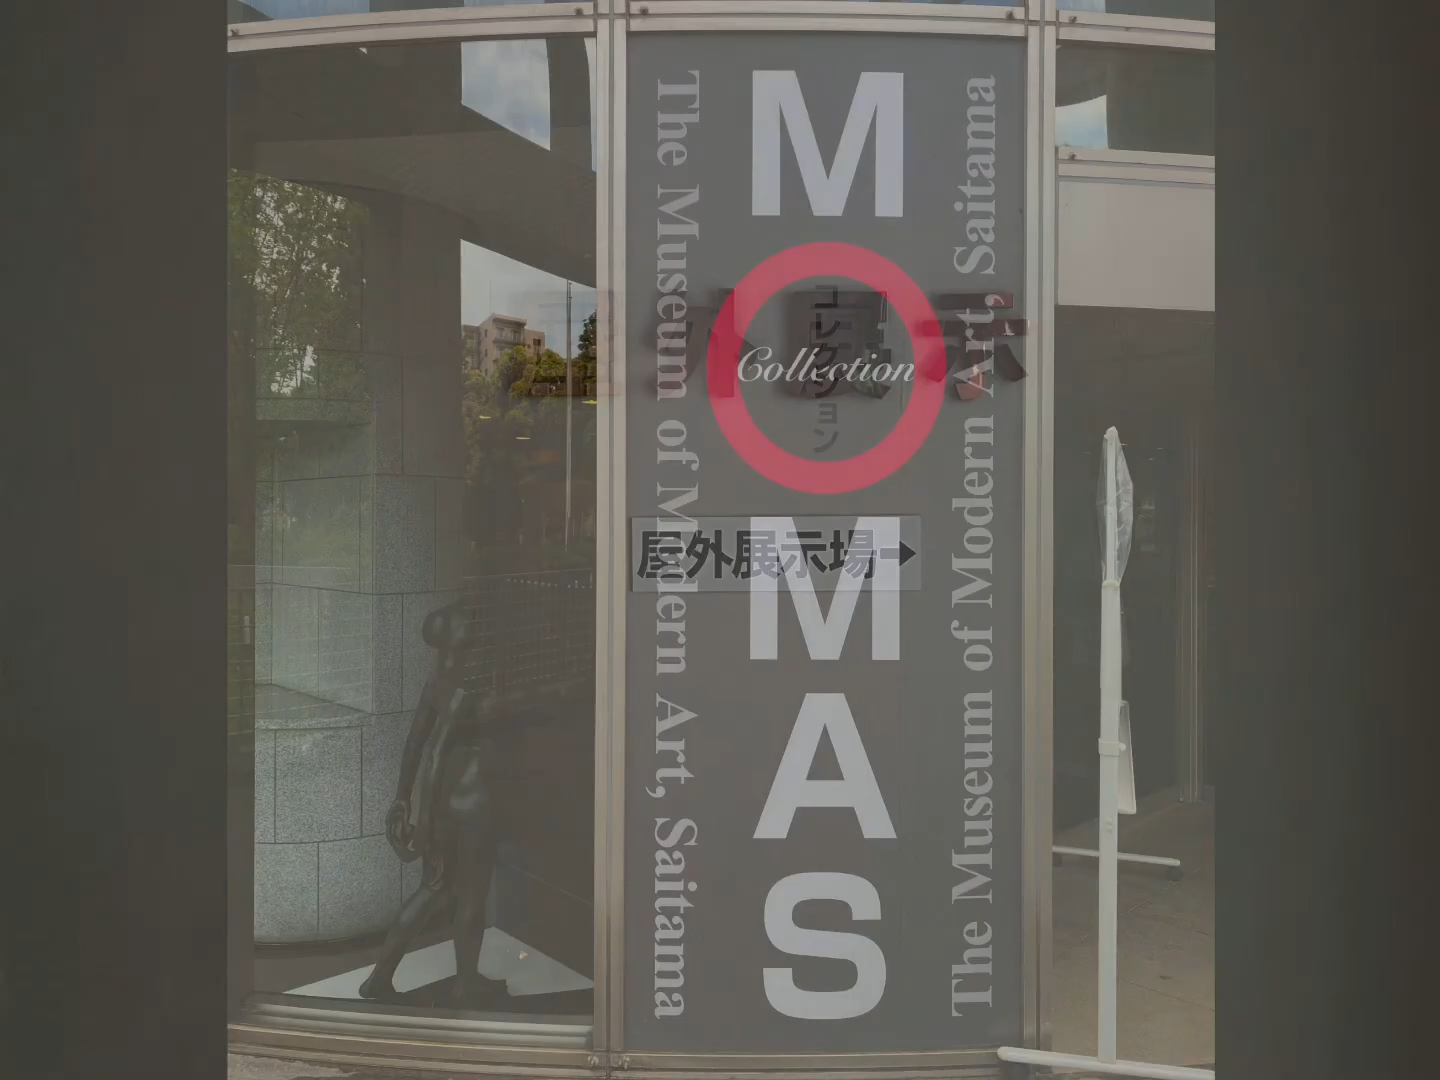 The Museum of Modern Art, Saitama
M
O
Collection
コレクション
M
A
S
The Museum of Modern Art, Saitama
外展示
屋外展示場→